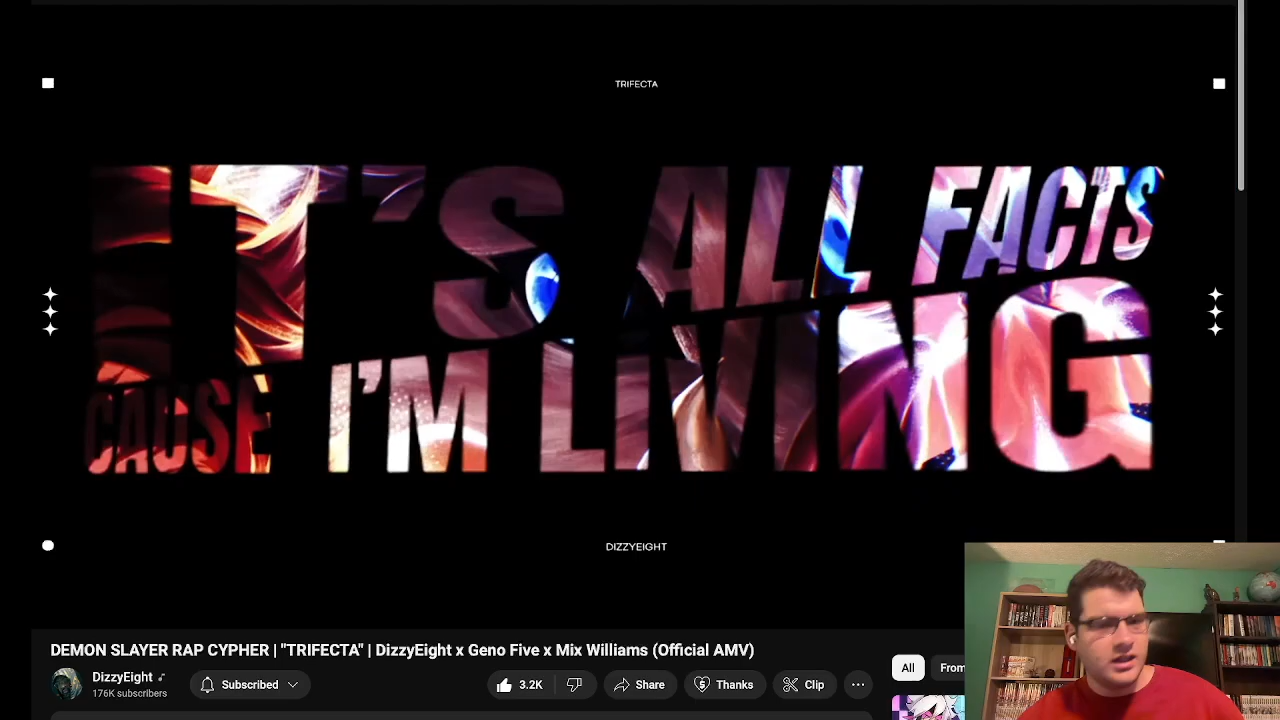 TRIFECTA
IT'S ALL FACTS
CAUSE I'M LIVING
DIZZYEIGHT
DEMON SLAYER RAP CYPHER | "TRIFECTA" | DizzyEight x Geno Five x Mix Williams (Official AMV)
DizzyEight
176K subscribers
Subscribed
3.2K
Share
Thanks
Clip
All
From